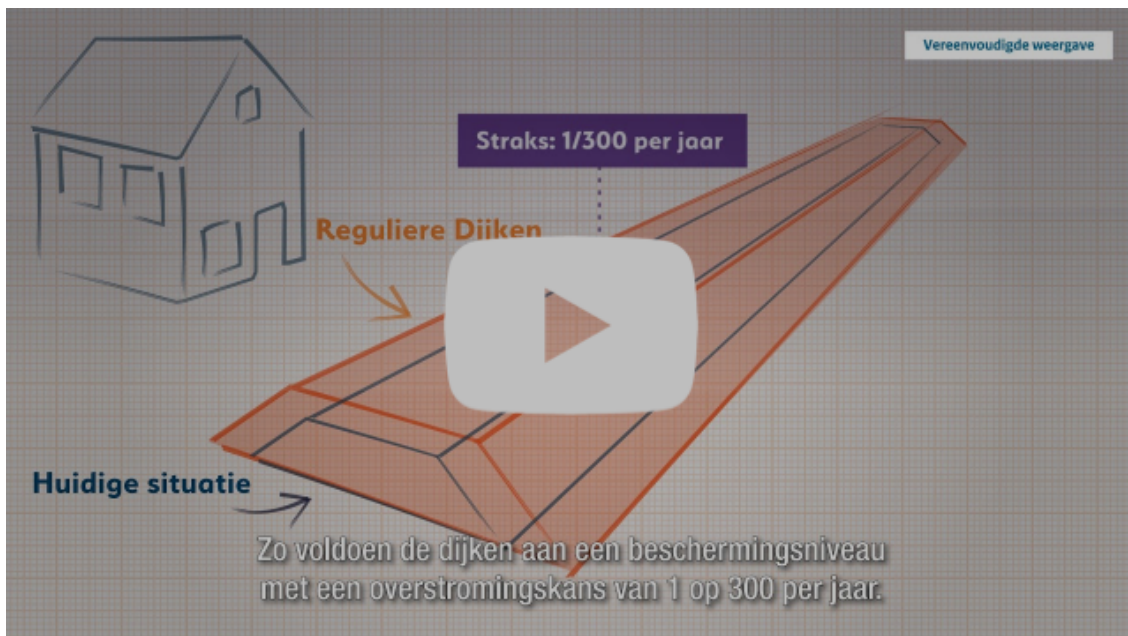 Vereenvoudigde weergave
Straks: 1/300 per jaar
Reguliere Dijken
Huidige situatie
Zo voldoen de dijken aan een beschermingsniveau
met een overstromingskans van 1 op 300 per jaar.